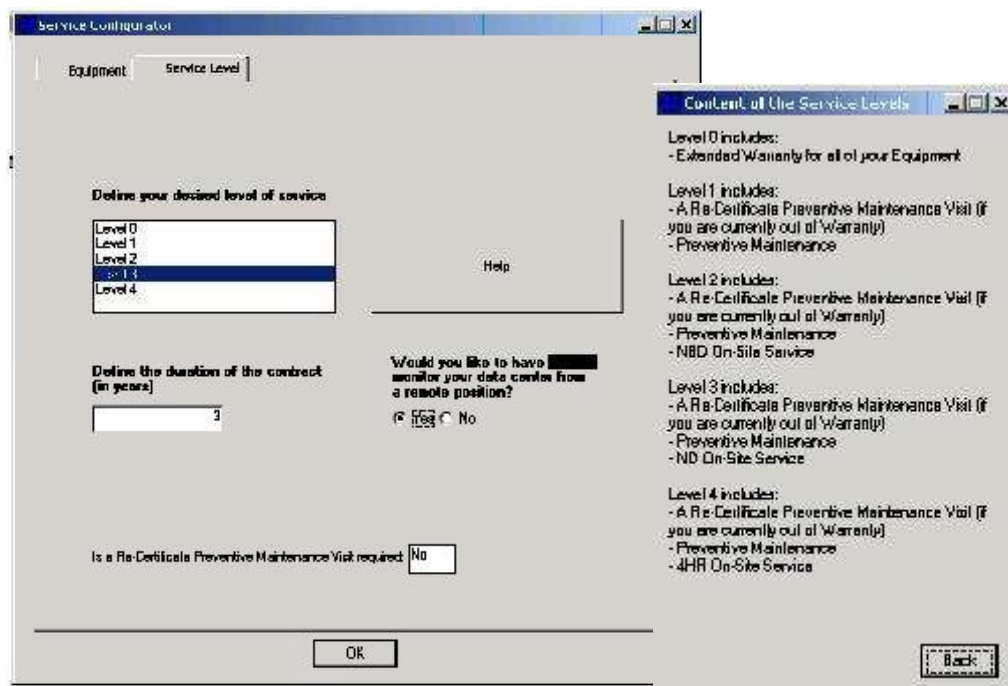 Service Configurator
Equipment
Service Level
Define your desired level of service
Level 0
Level 1
Level 2
Level 3
Level 4
Help
Define the duration of the contract
(in years)
3
Would you like to have
monitor your data center from
a remote position?
Yes
No
Is a Re-Certificate Preventive Maintenance Visit required
No
OK
Content of the Service Levels
Level 0 includes:
- Extended Warranty for all of your Equipment
Level 1 includes:
- A Re-Certificate Preventive Maintenance Visit (if
you are currently out of Warranty)
- Preventive Maintenance
Level 2 includes:
- A Re-Certificate Preventive Maintenance Visit (if
you are currently out of Warranty)
- Preventive Maintenance
- NBD On-Site Service
Level 3 includes:
- A Re-Certificate Preventive Maintenance Visit (if
you are currently out of Warranty)
- Preventive Maintenance
- ND On-Site Service
Level 4 includes:
- A Re-Certificate Preventive Maintenance Visit (if
you are currently out of Warranty)
- Preventive Maintenance
- 4HR On-Site Service
Back